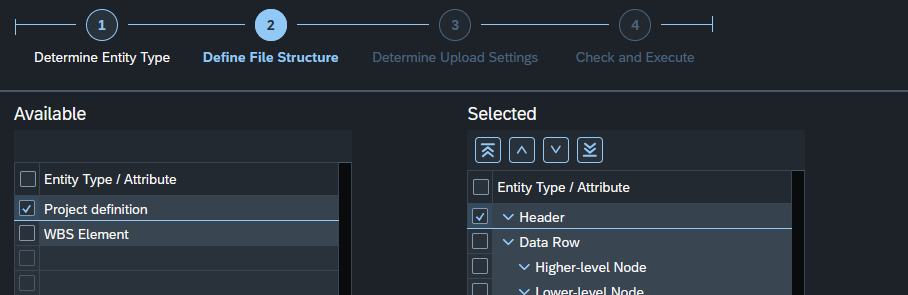 1 2 3 4
Determine Entity Type Define File Structure Determine Upload Settings Check and Execute
Available
Entity Type / Attribute
Project definition
WBS Element
Selected
Entity Type / Attribute
Header
Data Row
Higher-level Node
Lower-level Node